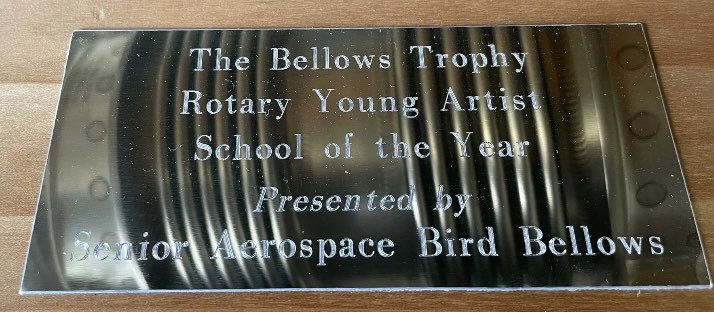 The Bellows Trophy
Rotary Young Artist
School of the Year
Presented by
Senior Aerospace Bird Bellows